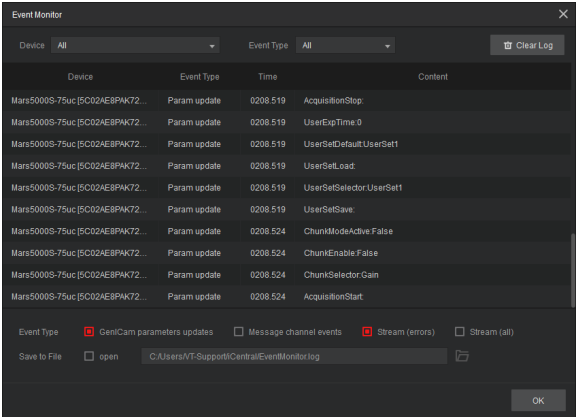 Event Monitor
Device All Event Type All Clear Log
Device Event Type Time Content
Mars5000S-75uc [5C02AE8PAK72... Param update 0208.519 AcquisitionStop:
Mars5000S-75uc [5C02AE8PAK72... Param update 0208.519 UserExpTime:0
Mars5000S-75uc [5C02AE8PAK72... Param update 0208.519 UserSetDefault:UserSet1
Mars5000S-75uc [5C02AE8PAK72... Param update 0208.519 UserSetLoad:
Mars5000S-75uc [5C02AE8PAK72... Param update 0208.519 UserSetSelector:UserSet1
Mars5000S-75uc [5C02AE8PAK72... Param update 0208.519 UserSetSave:
Mars5000S-75uc [5C02AE8PAK72... Param update 0208.524 ChunkModeActive:False
Mars5000S-75uc [5C02AE8PAK72... Param update 0208.524 ChunkEnable:False
Mars5000S-75uc [5C02AE8PAK72... Param update 0208.524 ChunkSelector:Gain
Mars5000S-75uc [5C02AE8PAK72... Param update 0208.524 AcquisitionStart:
Event Type GenICam parameters updates Message channel events Stream (errors) Stream (all)
Save to File open C:/Users/VT-Support/iCentral/EventMonitor.log
OK